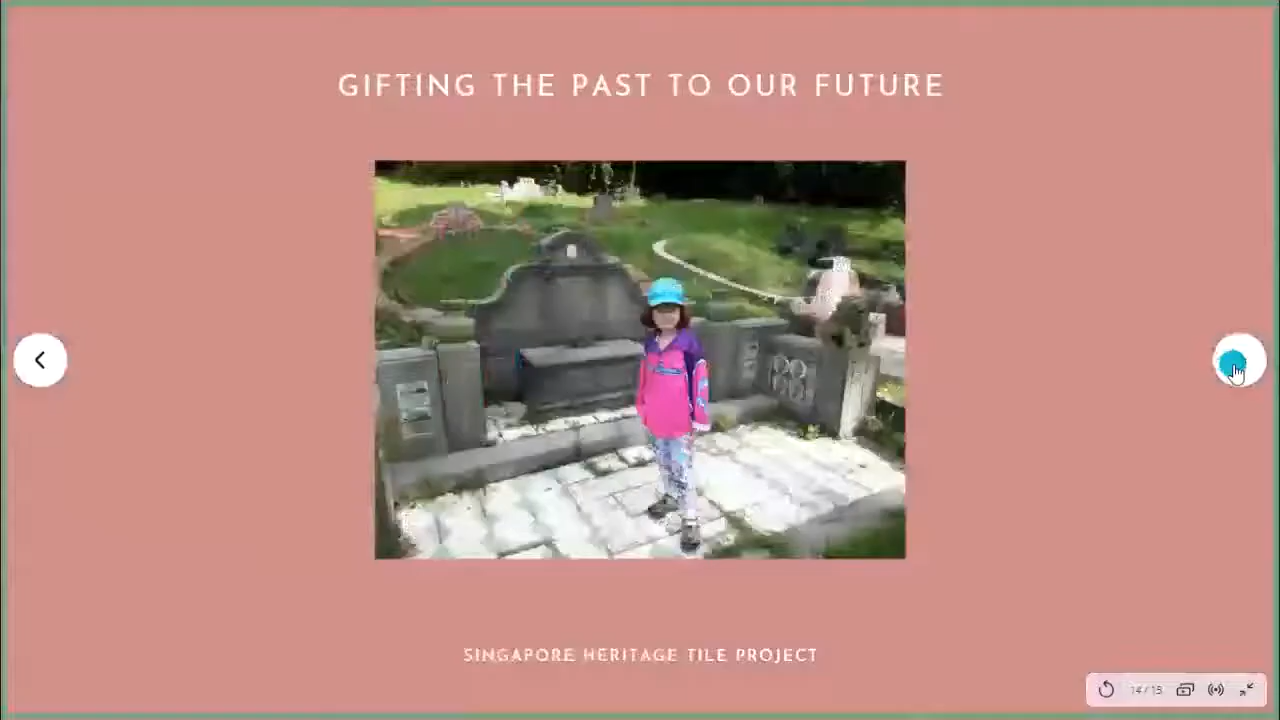 GIFTING THE PAST TO OUR FUTURE
SINGAPORE HERITAGE TILE PROJECT
14 / 15